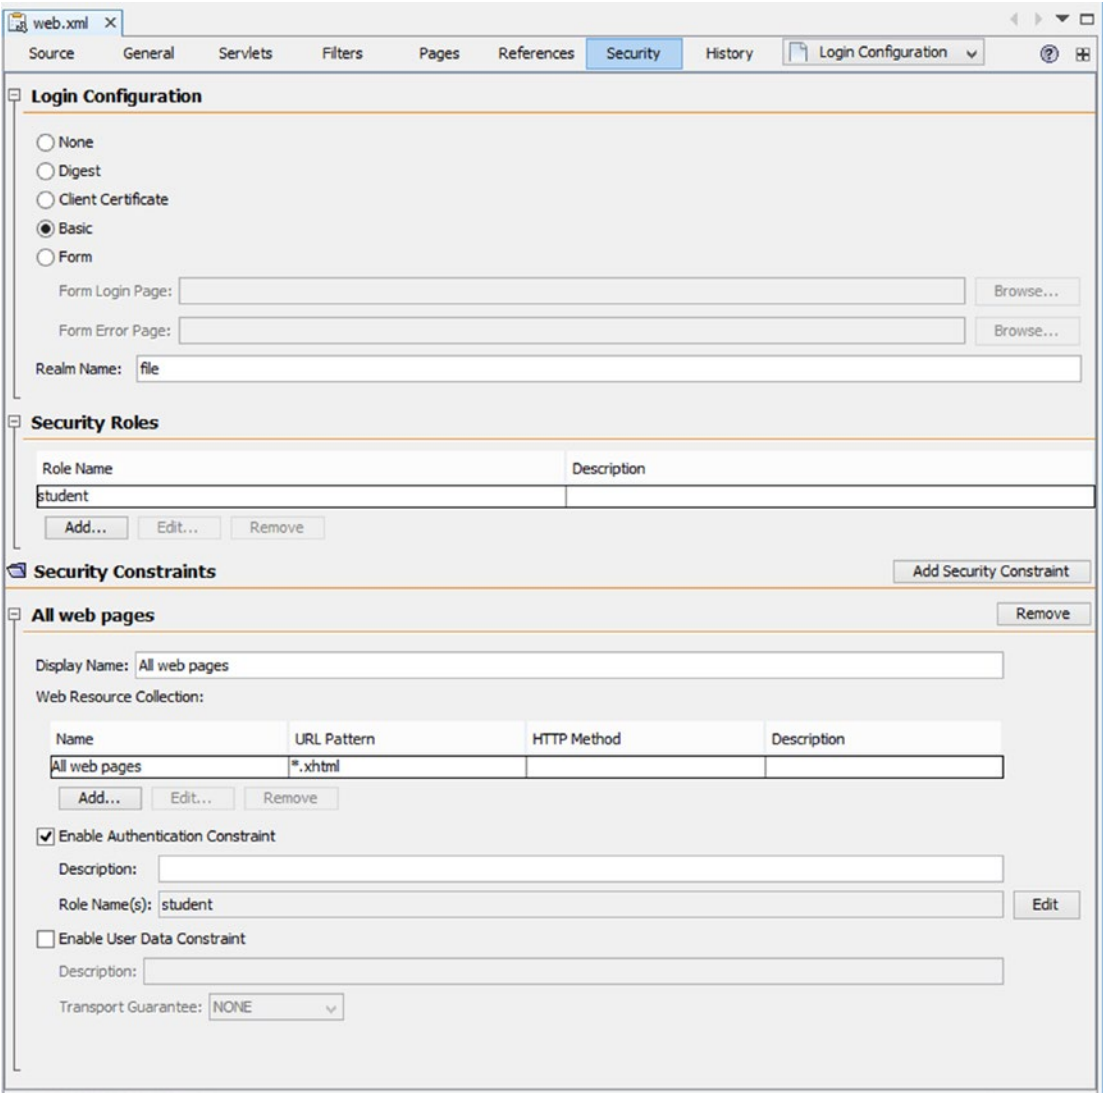 web.xml
Source General Servlets Filters Pages References Security History Login Configuration
Login Configuration
None
Digest
Client Certificate
Basic
Form
Form Login Page: Browse...
Form Error Page: Browse...
Realm Name: file
Security Roles
Role Name Description
student
Add... Edit... Remove
Security Constraints Add Security Constraint
All web pages Remove
Display Name: All web pages
Web Resource Collection:
Name URL Pattern HTTP Method Description
All web pages *.xhtml
Add... Edit... Remove
Enable Authentication Constraint
Description:
Role Name(s): student Edit
Enable User Data Constraint
Description:
Transport Guarantee: NONE